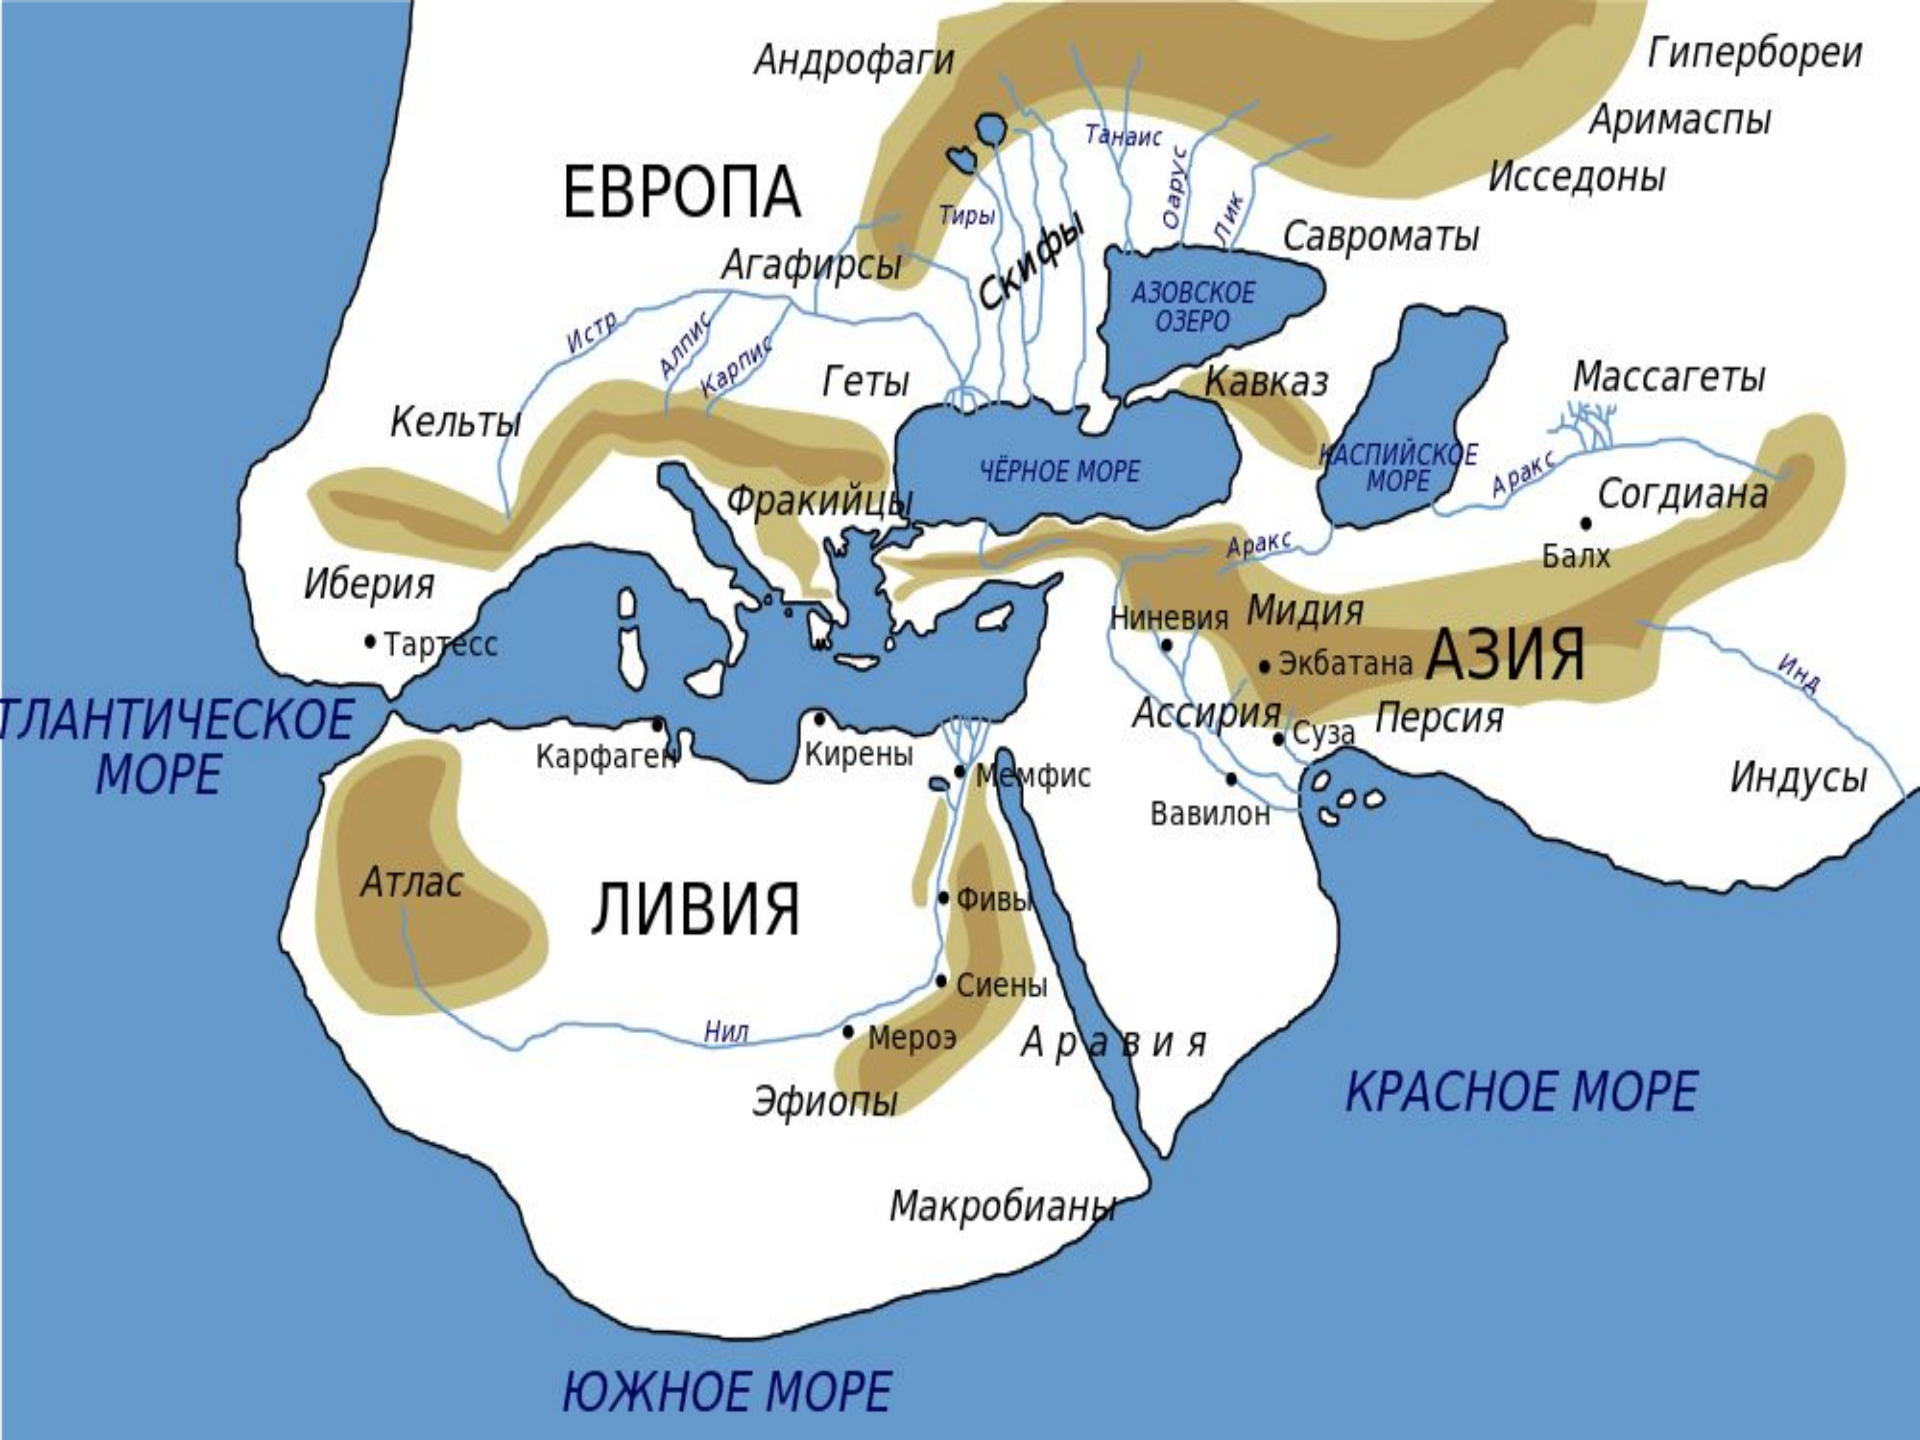 Андрофаги
Гипербореи
Аримаспы
Танаис
Исседоны
ЕВРОПА
Оарус
Лик
Тиры
Скифы
Савроматы
Агафирсы
АЗОВСКОЕ
ОЗЕРО
Истр
Алпис
Карпис
Геты
Кавказ
Массагеты
Кельты
ЧЁРНОЕ МОРЕ
КАСПИЙСКОЕ
МОРЕ
Аракс
Согдиана
Фракийцы
Аракс
Балх
Иберия
Ниневия
Мидия
Тартесс
Экбатана
АЗИЯ
Инд
ТЛАНТИЧЕСКОЕ
МОРЕ
Ассирия
Персия
Суза
Карфаген
Кирены
Мемфис
Индусы
Вавилон
Атлас
ЛИВИЯ
Фивы
Сиены
Нил
Мероэ
Аравия
КРАСНОЕ МОРЕ
Эфиопы
Макробианы
ЮЖНОЕ МОРЕ